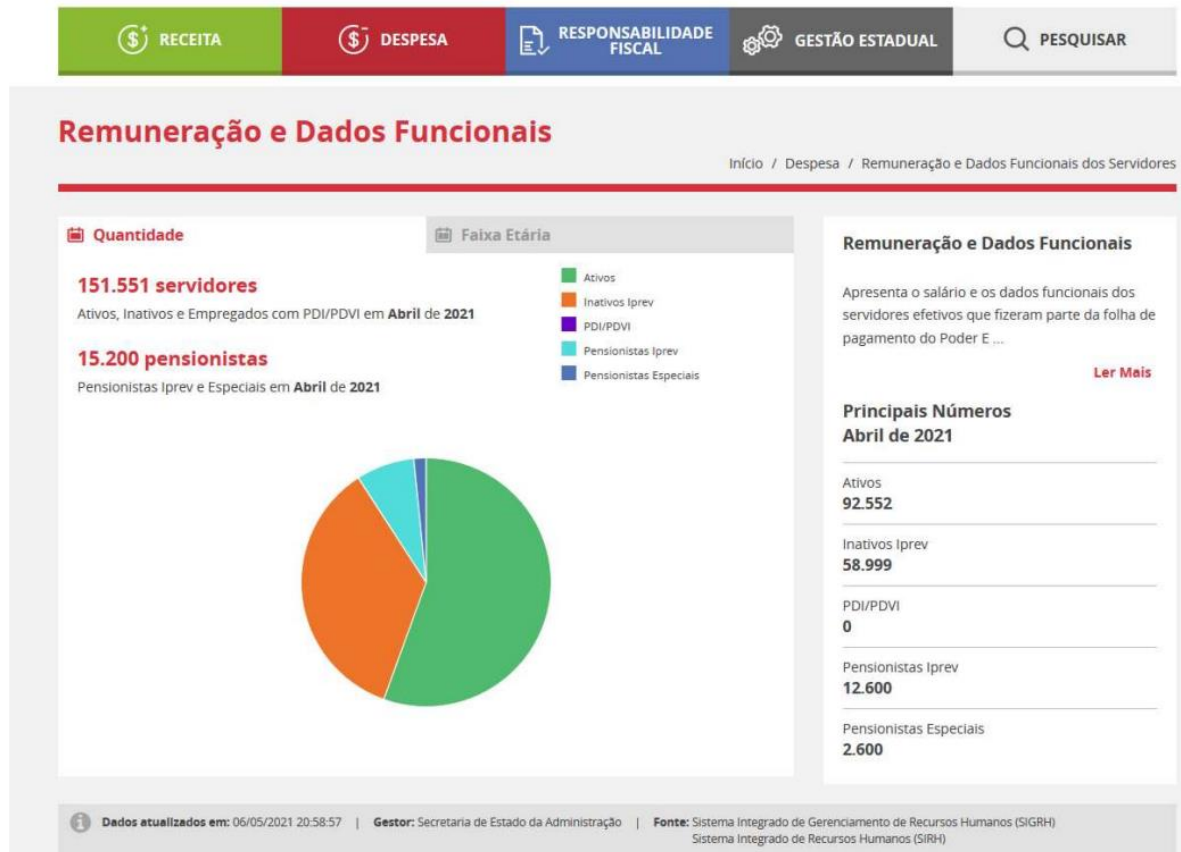 RECEITA
DESPESA
RESPONSABILIDADE
FISCAL
GESTÃO ESTADUAL
PESQUISAR
Remuneração e Dados Funcionais
Início / Despesa / Remuneração e Dados Funcionais dos Servidores
Quantidade
Faixa Etária
151.551 servidores
Ativos, Inativos e Empregados com PDI/PDVI em Abril de 2021
15.200 pensionistas
Pensionistas Iprev e Especiais em Abril de 2021
Ativos
Inativos Iprev
PDI/PDVI
Pensionistas Iprev
Pensionistas Especiais
Remuneração e Dados Funcionais
Apresenta o salário e os dados funcionais dos
servidores efetivos que fizeram parte da folha de
pagamento do Poder E ...
Ler Mais
Principais Números
Abril de 2021
Ativos
92.552
Inativos Iprev
58.999
PDI/PDVI
0
Pensionistas Iprev
12.600
Pensionistas Especiais
2.600
Dados atualizados em: 06/05/2021 20:58:57 | Gestor: Secretaria de Estado da Administração | Fonte: Sistema Integrado de Gerenciamento de Recursos Humanos (SIGRH)
Sistema Integrado de Recursos Humanos (SIRH)